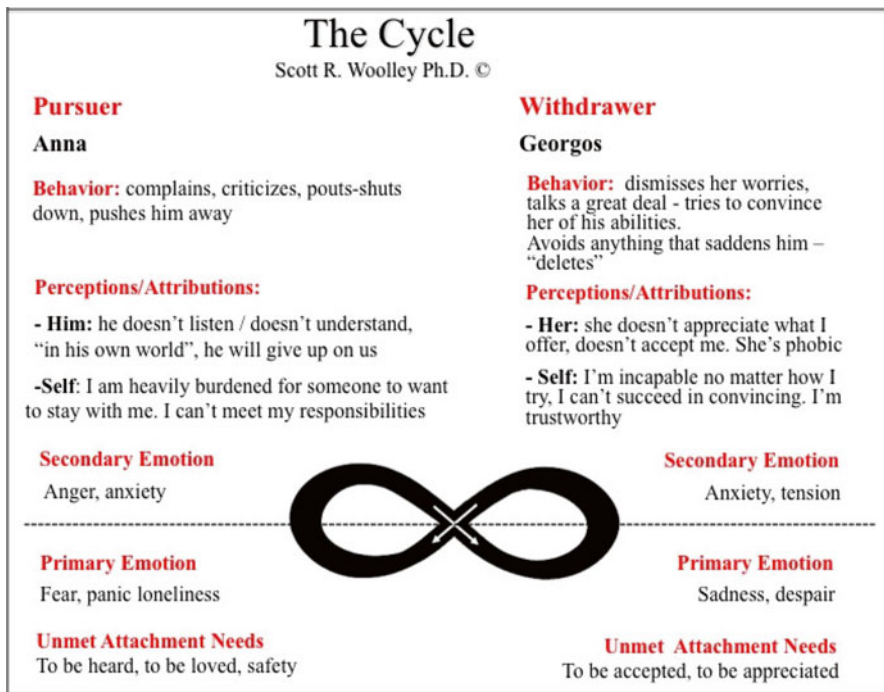 The Cycle
Scott R. Woolley Ph.D. ©
Pursuer
Anna
Behavior: complains, criticizes, pouts-shuts
down, pushes him away
Perceptions/Attributions:
- Him: he doesn't listen / doesn't understand,
"in his own world", he will give up on us
-Self: I am heavily burdened for someone to want
to stay with me. I can't meet my responsibilities
Secondary Emotion
Anger, anxiety
Primary Emotion
Fear, panic loneliness
Unmet Attachment Needs
To be heard, to be loved, safety
Withdrawer
Georgos
Behavior: dismisses her worries,
talks a great deal - tries to convince
her of his abilities.
Avoids anything that saddens him –
"deletes"
Perceptions/Attributions:
- Her: she doesn't appreciate what I
offer, doesn't accept me. She's phobic
- Self: I'm incapable no matter how I
try, I can't succeed in convincing. I'm
trustworthy
Secondary Emotion
Anxiety, tension
Primary Emotion
Sadness, despair
Unmet Attachment Needs
To be accepted, to be appreciated